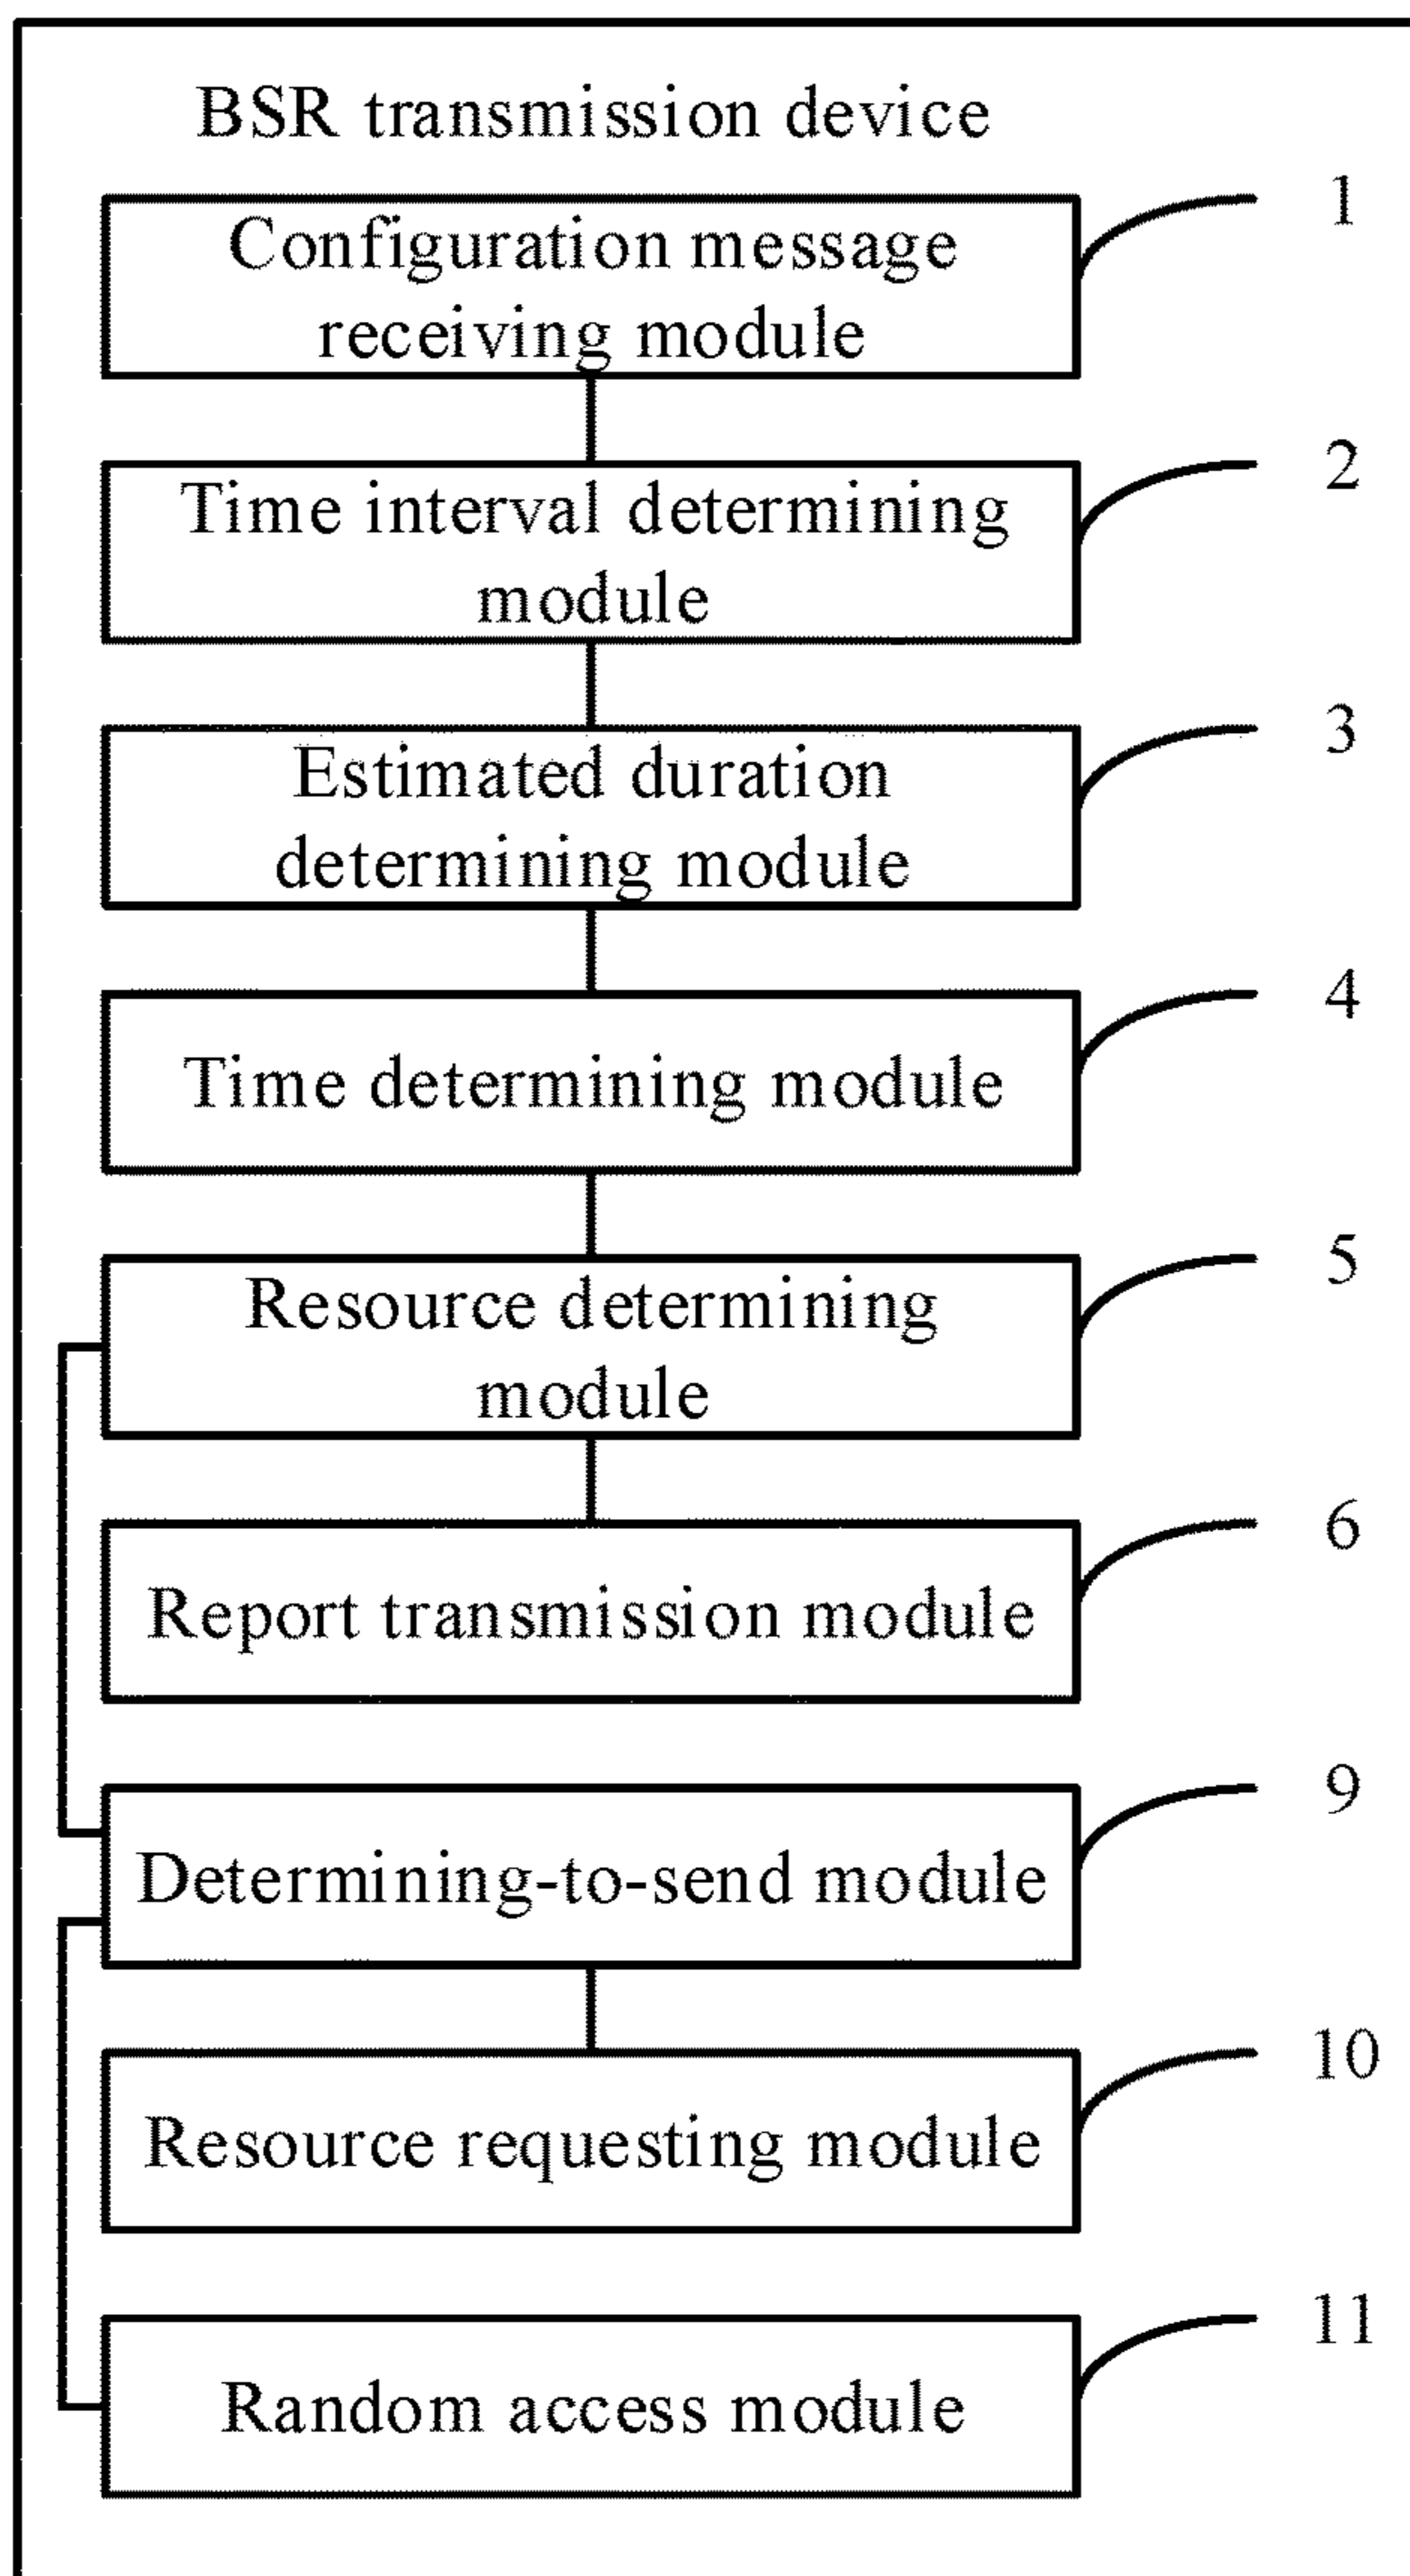 BSR transmission device
1
Configuration message
receiving module
2
Time interval determining
module
3
Estimated duration
determining module
4
Time determining module
5
Resource determining
module
6
Report transmission module
9
Determining-to-send module
10
Resource requesting module
11
Random access module